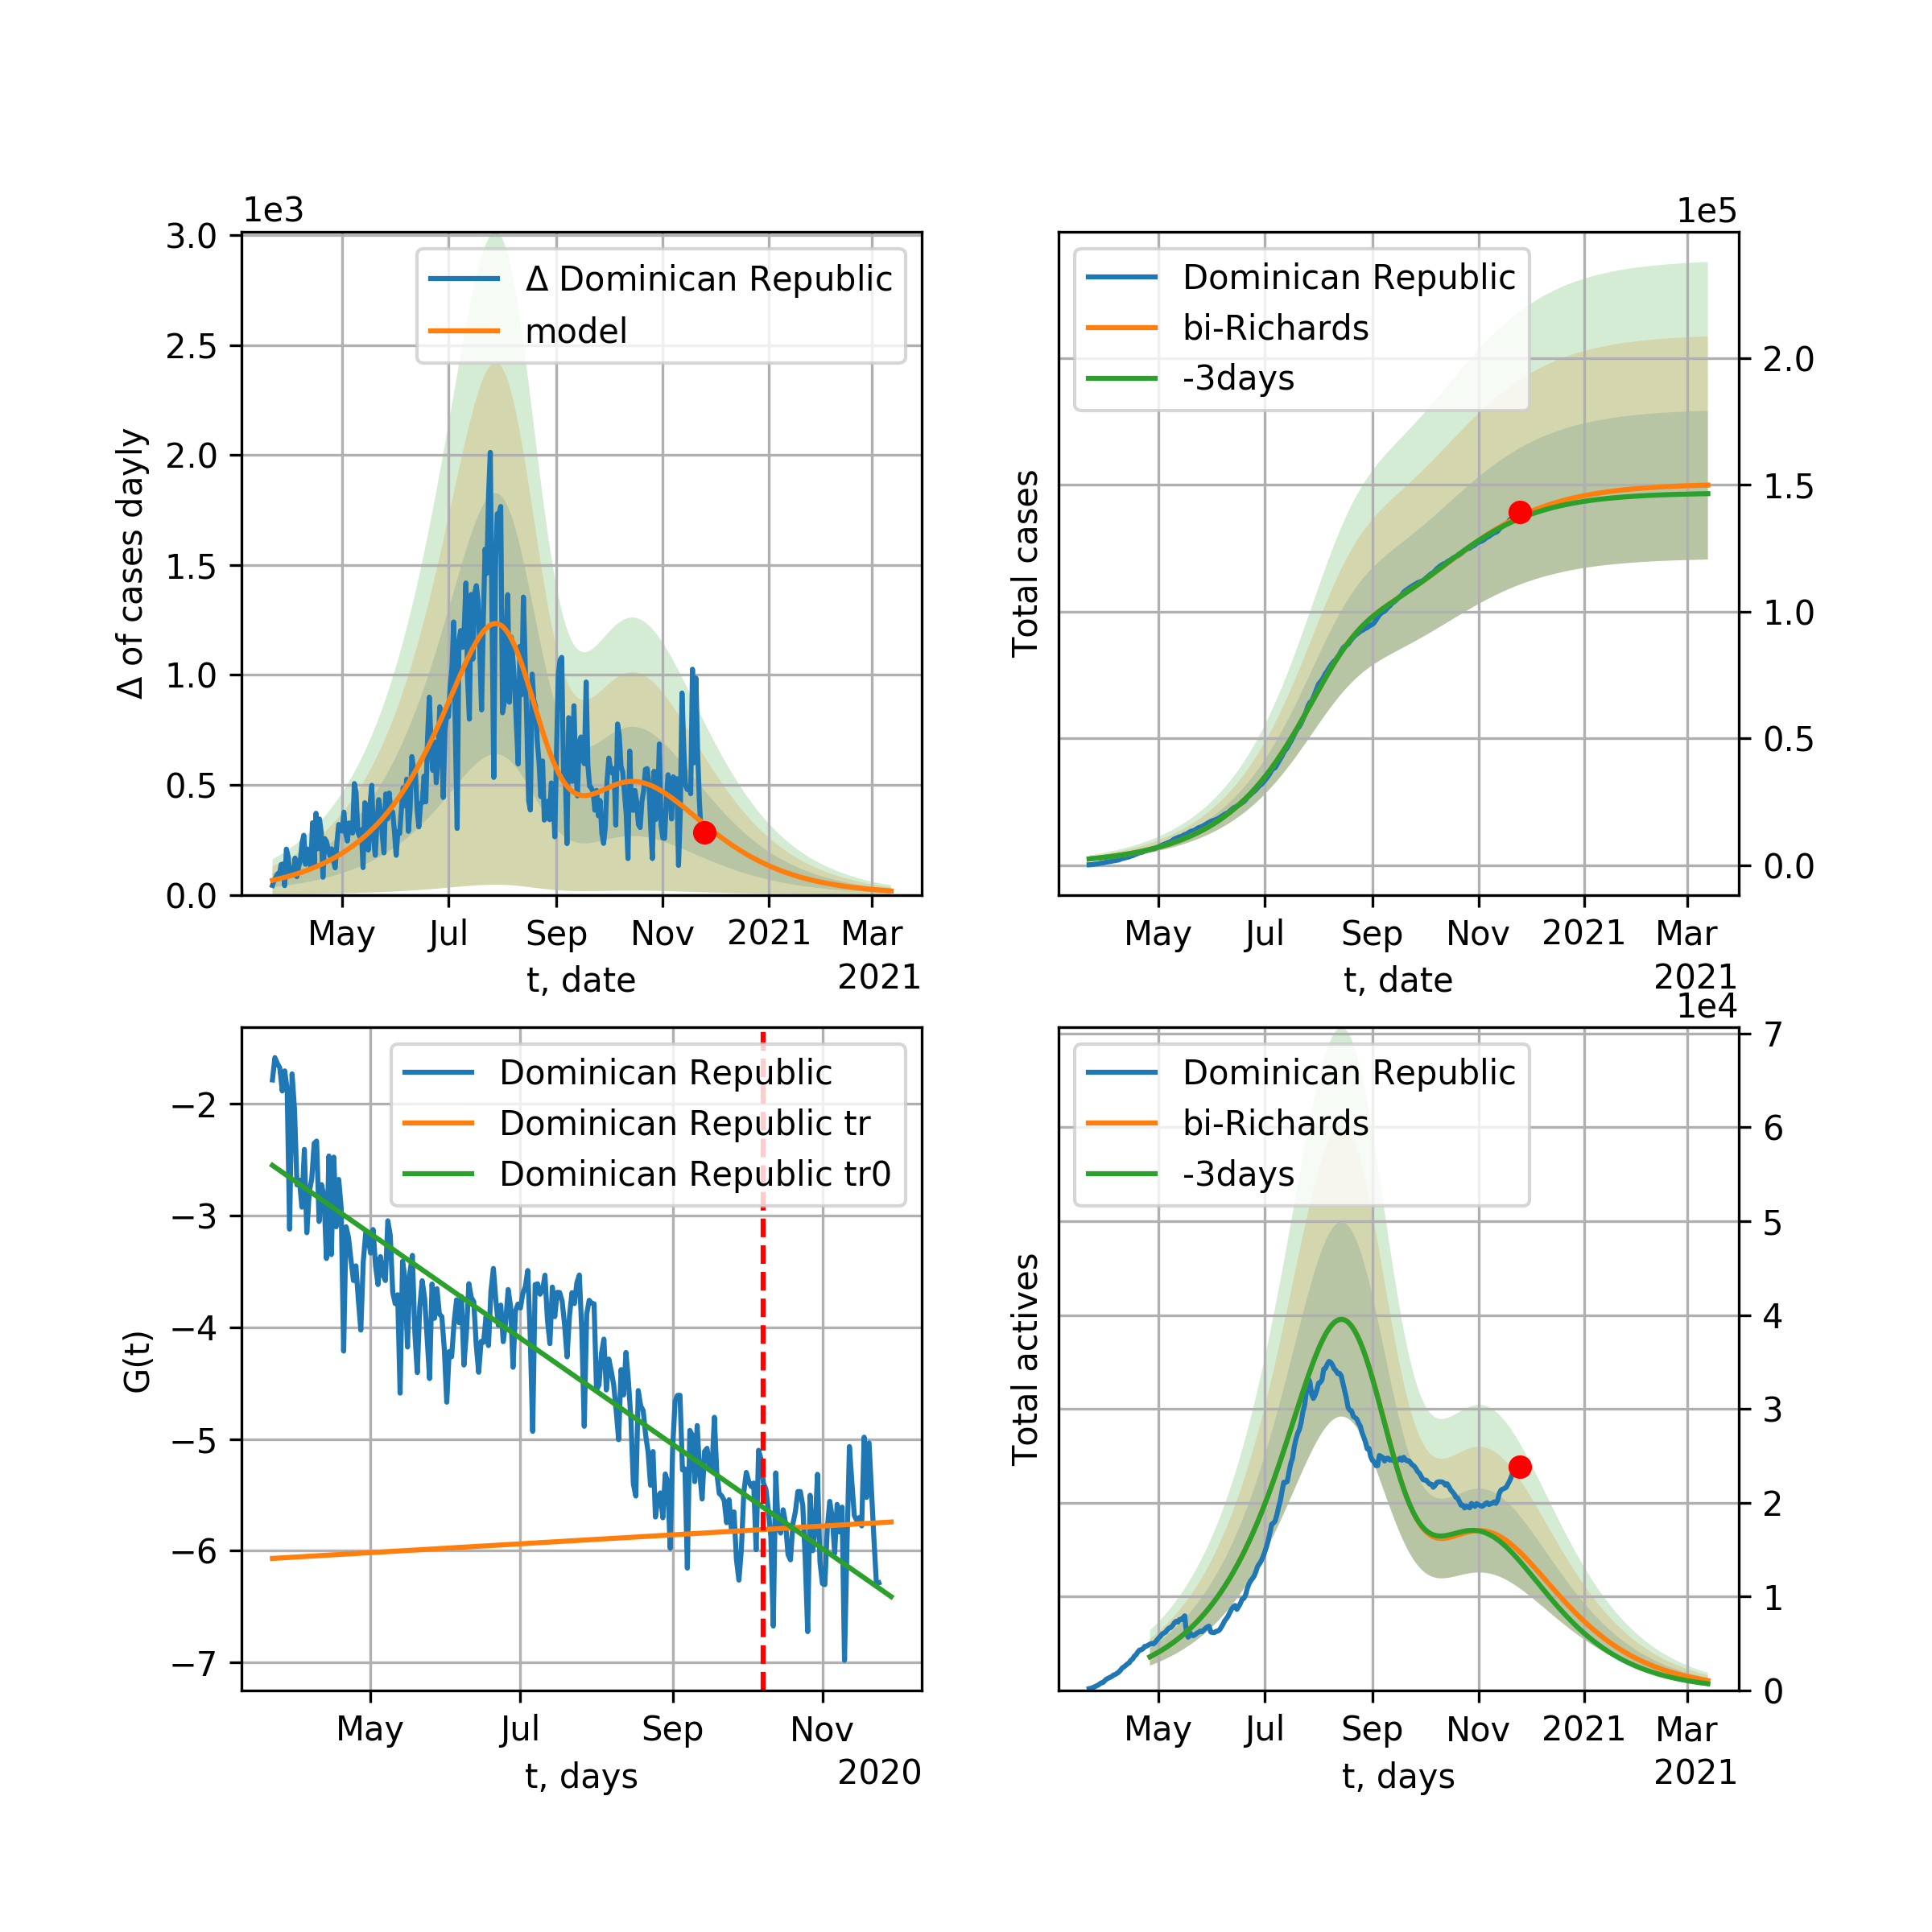 1e3
3.0
2.5
2.0
1.5
1.0
0.5
0.0
Δ of cases dayly
Δ Dominican Republic
model
May Jul Sep Nov 2021 Mar
t, date
2021
1e5
Total cases
Dominican Republic
bi-Richards
-3days
2.0
1.5
1.0
0.5
0.0
May Jul Sep Nov 2021 Mar
t, date
2021
G(t)
−2
−3
−4
−5
−6
−7
Dominican Republic
Dominican Republic tr
Dominican Republic tr0
May Jul Sep Nov
t, days
2020
1e4
Total actives
Dominican Republic
bi-Richards
-3days
7
6
5
4
3
2
1
0
May Jul Sep Nov 2021 Mar
t, days
2021